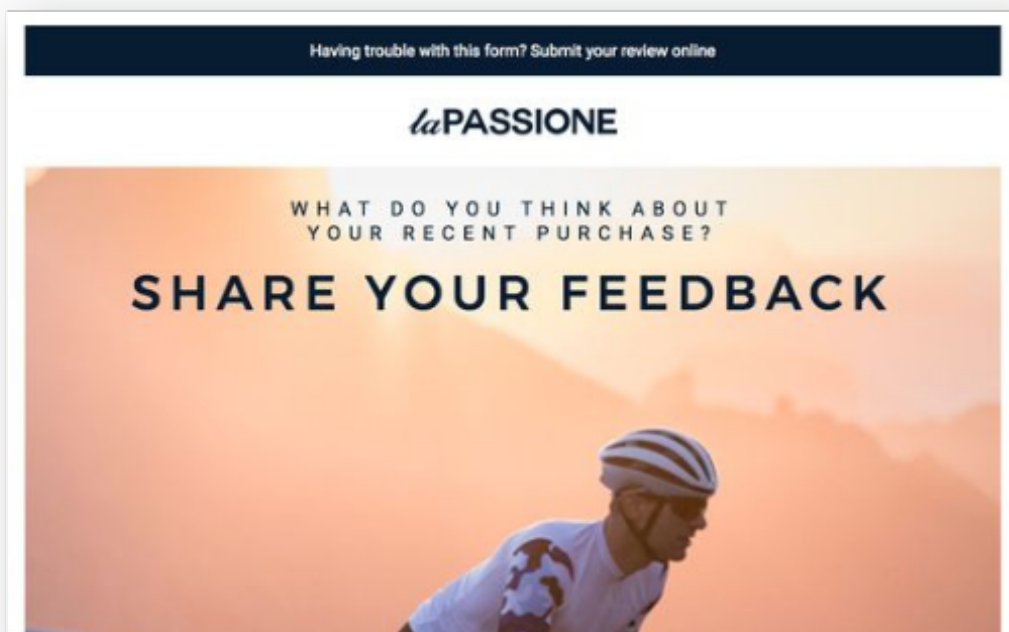 Having trouble with this form? Submit your review online
laPASSIONE
WHAT DO YOU THINK ABOUT
YOUR RECENT PURCHASE?
SHARE YOUR FEEDBACK